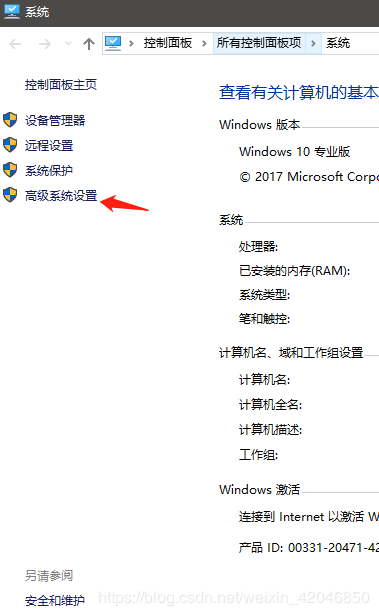 系统
控制面板 > 所有控制面板项 > 系统
控制面板主页
设备管理器
远程设置
系统保护
高级系统设置
查看有关计算机的基本
Windows 版本
Windows 10 专业版
© 2017 Microsoft Corpo
系统
处理器:
已安装的内存(RAM):
系统类型:
笔和触控:
计算机名、域和工作组设置
计算机名:
计算机全名:
计算机描述:
工作组:
Windows 激活
连接到 Internet 以激活 W
产品 ID: 00331-20471-42
另请参阅
安全和维护
https://blog.csdn.net/weixin_42046850